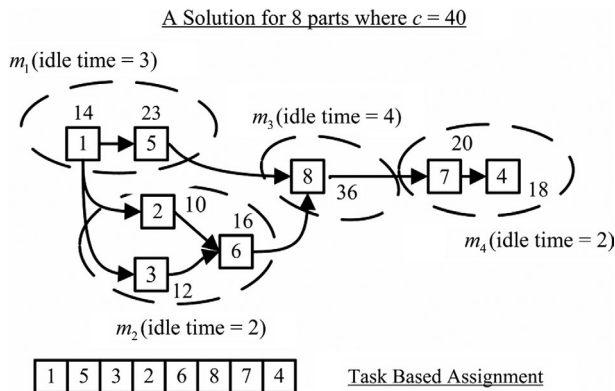 A Solution for 8 parts where c = 40
m1 (idle time = 3)
14 23
1 5
m3 (idle time = 4)
8
36
20
7 4
18
m4 (idle time = 2)
2 10
16
6
3
12
m2 (idle time = 2)
1 5 3 2 6 8 7 4
Task Based Assignment